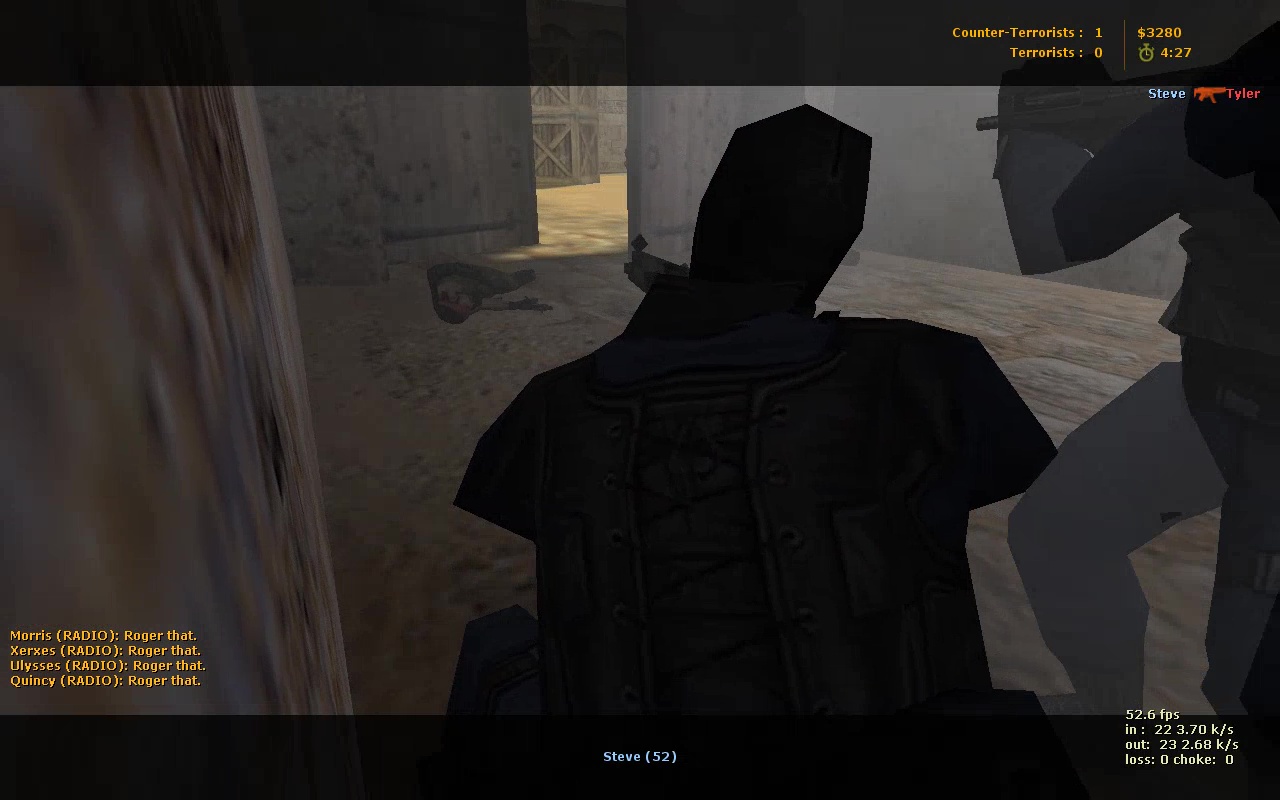 Counter-Terrorists : 1 $3280
Terrorists : 0 4:27
Steve Tyler
Morris (RADIO): Roger that.
Xerxes (RADIO): Roger that.
Ulysses (RADIO): Roger that.
Quincy (RADIO): Roger that.
52.6 fps
in : 22 3.70 k/s
out: 23 2.68 k/s
loss: 0 choke: 0
Steve (52)